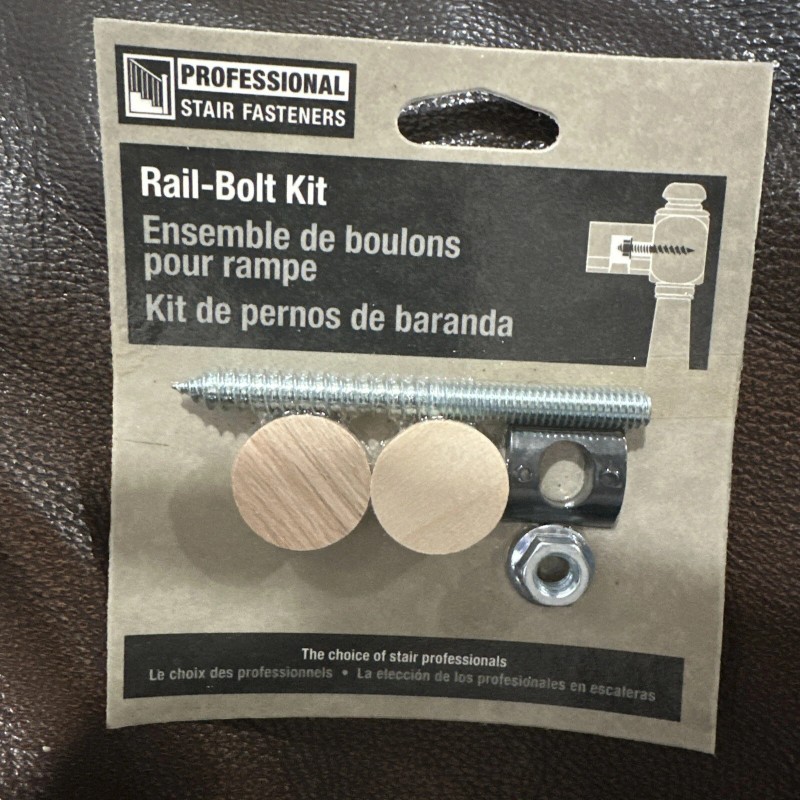 PROFESSIONAL
STAIR FASTENERS
Rail-Bolt Kit
Ensemble de boulons
pour rampe
Kit de pernos de baranda
The choice of stair professionals
Le choix des professionnels • La elección de los profesionales en escaleras